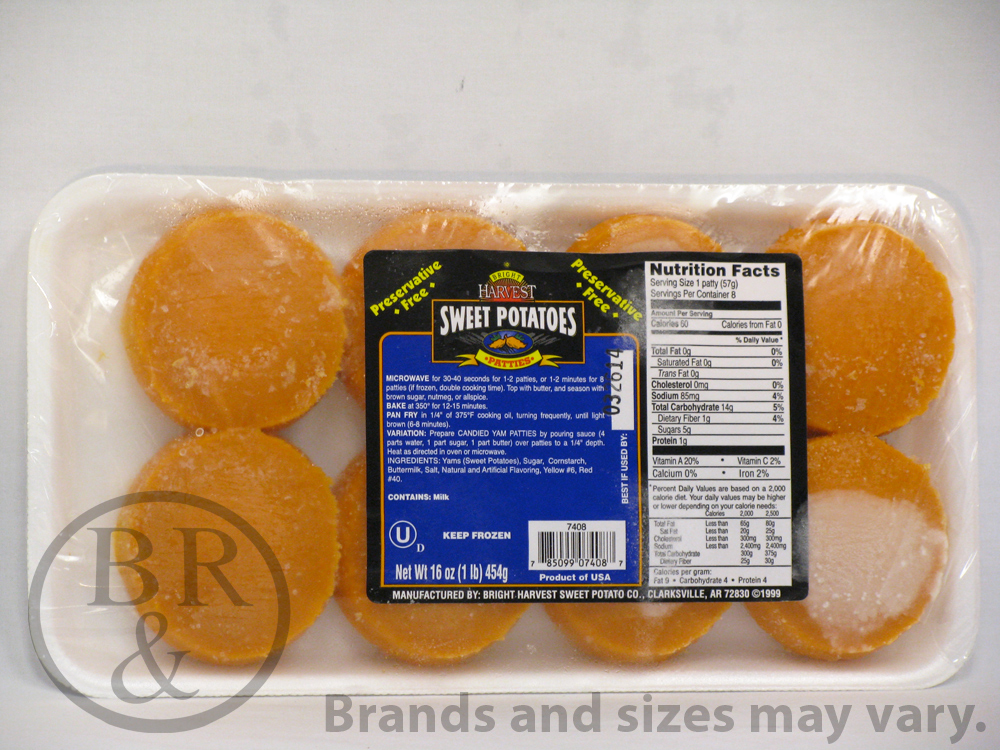 Preservative
• Free •
BRIGHT
HARVEST
Preservative
• Free •
SWEET POTATOES
•PATTIES•
MICROWAVE for 30-40 seconds for 1-2 patties, or 1-2 minutes for 8
patties (if frozen, double cooking time). Top with butter, and season with
brown sugar, nutmeg, or allspice.
BAKE at 350° for 12-15 minutes.
PAN FRY in 1/4" of 375°F cooking oil, turning frequently, until light
brown (6-8 minutes).
VARIATION: Prepare CANDIED YAM PATTIES by pouring sauce (4
parts water, 1 part sugar, 1 part butter) over patties to a 1/4" depth.
Heat as directed in oven or microwave.
INGREDIENTS: Yams (Sweet Potatoes), Sugar, Cornstarch,
Buttermilk, Salt, Natural and Artificial Flavoring, Yellow #6, Red
#40.
CONTAINS: Milk
U D
KEEP FROZEN
Net Wt 16 oz (1 lb) 454g
7408
7 85099 07408 7
Product of USA
BEST IF USED BY:
032614
Nutrition Facts
Serving Size 1 patty (57g)
Servings Per Container 8
Amount Per Serving
Calories 60 Calories from Fat 0
% Daily Value*
Total Fat 0g 0%
Saturated Fat 0g 0%
Trans Fat 0g
Cholesterol 0mg 0%
Sodium 85mg 4%
Total Carbohydrate 14g 5%
Dietary Fiber 1g 4%
Sugars 5g
Protein 1g
Vitamin A 20% • Vitamin C 2%
Calcium 0% • Iron 2%
*Percent Daily Values are based on a 2,000
calorie diet. Your daily values may be higher
or lower depending on your calorie needs:
Calories 2,000 2,500
Total Fat Less than 65g 80g
Sat Fat Less than 20g 25g
Cholesterol Less than 300mg 300mg
Sodium Less than 2,400mg 2,400mg
Total Carbohydrate 300g 375g
Dietary Fiber 25g 30g
Calories per gram:
Fat 9 • Carbohydrate 4 • Protein 4
MANUFACTURED BY: BRIGHT HARVEST SWEET POTATO CO., CLARKSVILLE, AR 72830 ©1999
BR
&
Brands and sizes may vary.